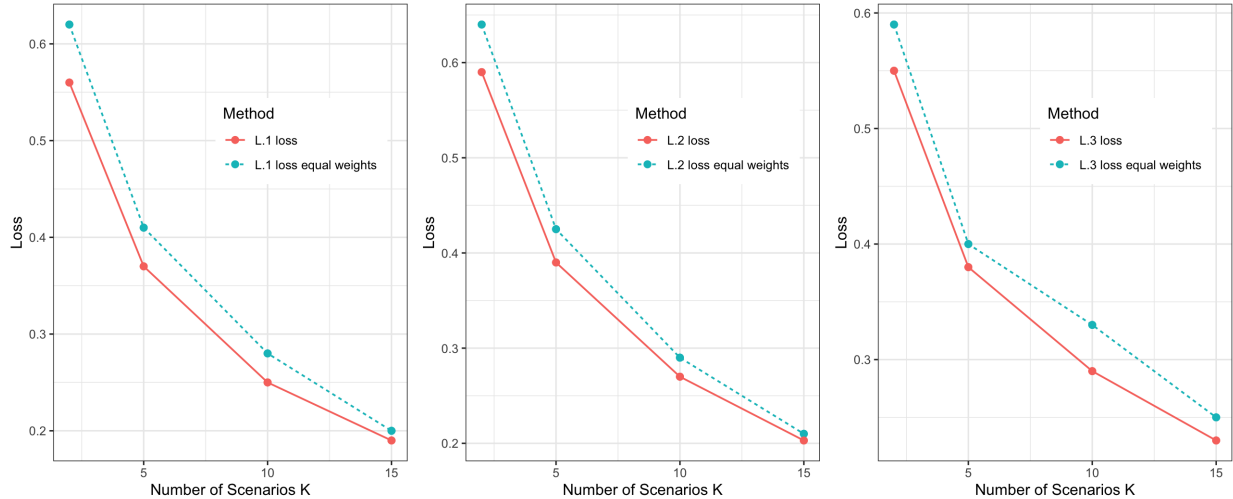 0.6
0.5
0.4
0.3
0.2
Loss
Method
L.1 loss
L.1 loss equal weights
5
10
15
Number of Scenarios K
0.6
0.5
0.4
0.3
0.2
Loss
Method
L.2 loss
L.2 loss equal weights
5
10
15
Number of Scenarios K
0.6
0.5
0.4
0.3
Loss
Method
L.3 loss
L.3 loss equal weights
5
10
15
Number of Scenarios K